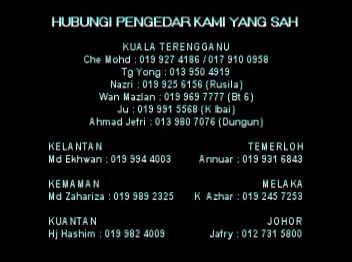 HUBUNGI PENGEDAR KAMI YANG SAH
KUALA TERENGGANU
Che Mohd : 019 927 4186 / 017 910 0958
Tg Yong : 013 950 4919
Nazri : 019 925 6156 (Rusila)
Wan Mazlan : 019 969 7777 (Bt 6)
Ju : 019 991 5568 (K Ibai)
Ahmad Jefri : 013 980 7076 (Dungun)
KELANTAN
Md Ekhwan : 019 994 4003
TEMERLOH
Annuar : 019 931 6843
KEMAMAN
Md Zahariza : 019 989 2325
MELAKA
K Azhar : 019 245 7253
KUANTAN
Hj Hashim : 019 982 4009
JOHOR
Jafry : 012 731 5800